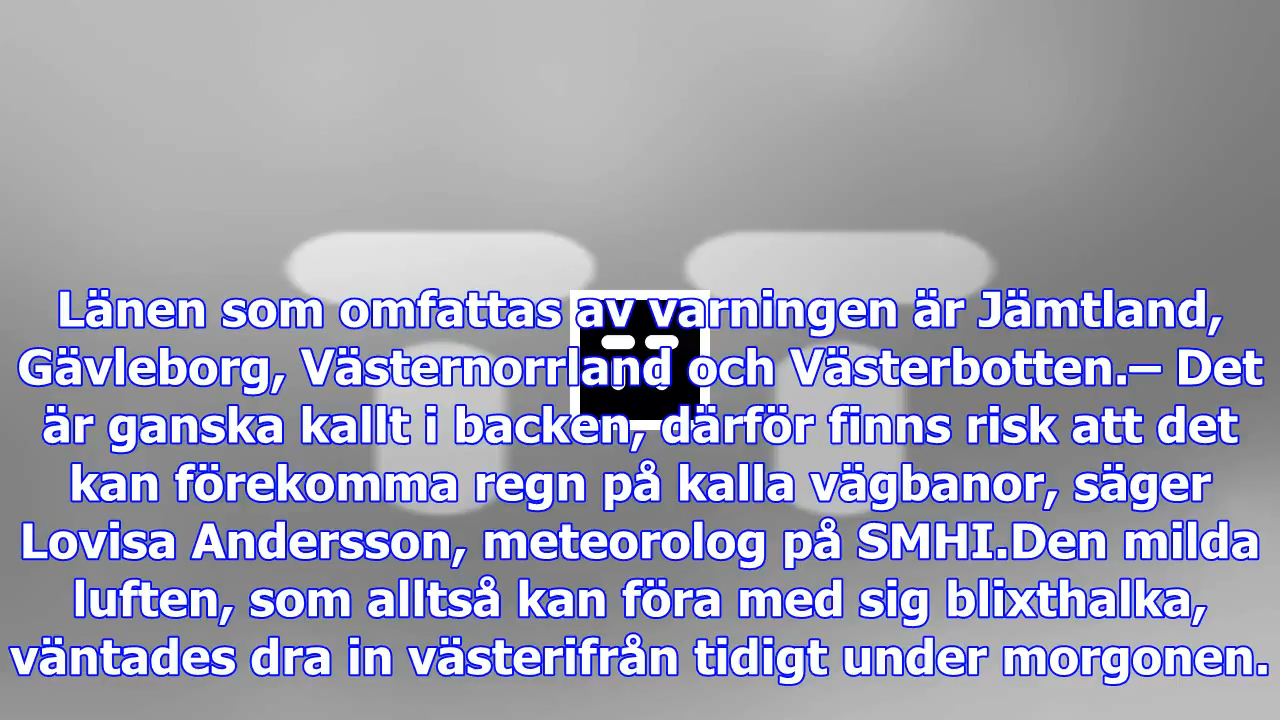 Länen som omfattas av varningen är Jämtland,
Gävleborg, Västernorrland och Västerbotten.— Det
är ganska kallt i backen, därför finns risk att det
kan förekomma regn på kalla vägbanor, säger
Lovisa Andersson, meteorolog på SMHI.Den milda
luften, som alltså kan föra med sig blixthalka,
väntades dra in västerifrån tidigt under morgonen.